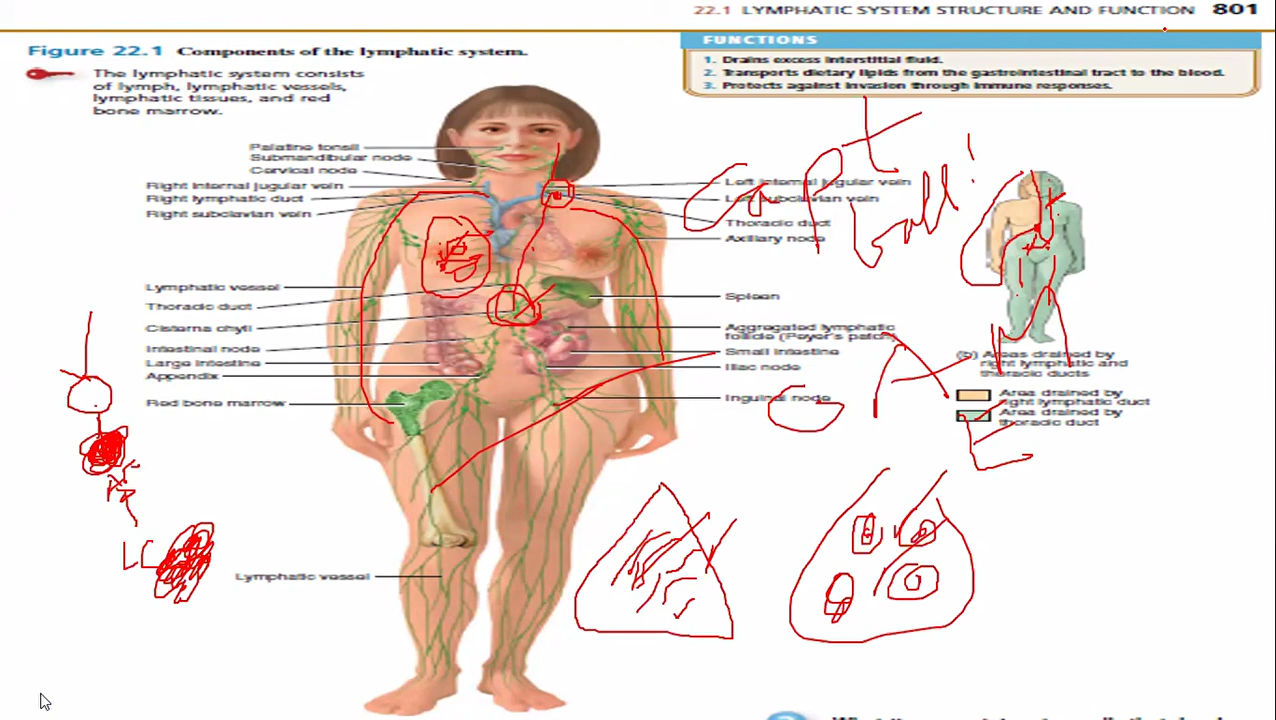 22.1 LYMPHATIC SYSTEM STRUCTURE AND FUNCTION 801
Figure 22.1 Components of the lymphatic system.
The lymphatic system consists
of lymph, lymphatic vessels,
lymphatic tissues, and red
bone marrow.
FUNCTIONS
1. Drains excess interstitial fluid.
2. Transports dietary lipids from the gastrointestinal tract to the blood.
3. Protects against invasion through immune responses.
Palatine tonsil
Submandibular node
Cervical node
Right internal jugular vein
Right lymphatic duct
Right subclavian vein
Lymphatic vessel
Thoracic duct
Cisterna chyli
Intestinal node
Large intestine
Appendix
Red bone marrow
Lymphatic vessel
Left internal jugular vein
Left subclavian vein
Thoracic duct
Axillary node
Spleen
Aggregated lymphatic
follicle (Peyer's patch)
Small intestine
Iliac node
Inguinal node
(b) Areas drained by
right lymphatic and
thoracic ducts
Area drained by
right lymphatic duct
Area drained by
thoracic duct
LC